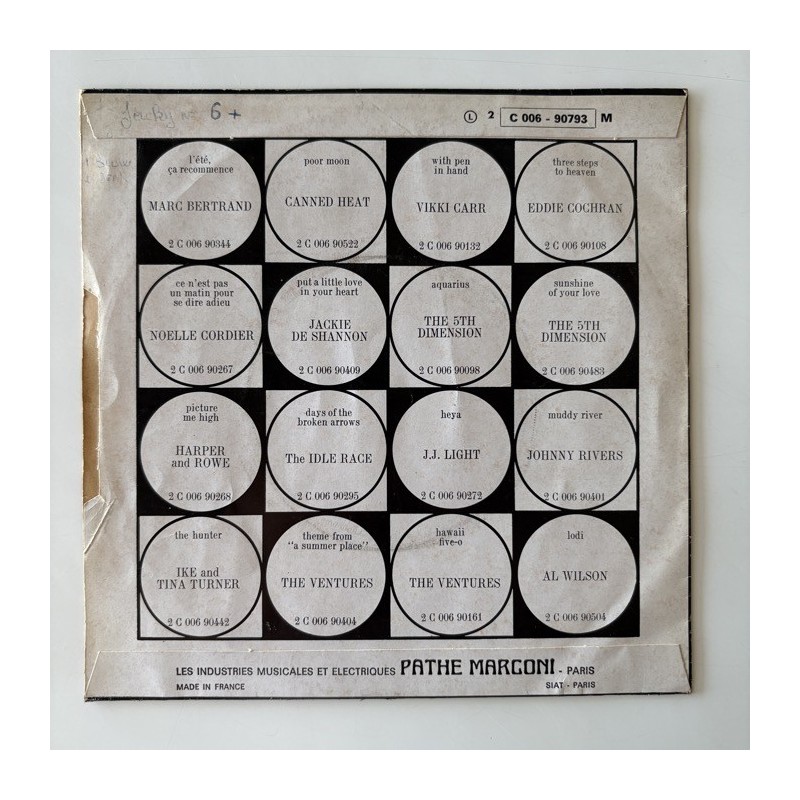 Jacky n° 6 +
Ⓛ 2 C 006 - 90793 M
l'été,
ça recommence
MARC BERTRAND
2 C 006 90344
poor moon
CANNED HEAT
2 C 006 90522
with pen
in hand
VIKKI CARR
2 C 006 90132
three steps
to heaven
EDDIE COCHRAN
2 C 006 90108
ce n'est pas
un matin pour
se dire adieu
NOELLE CORDIER
2 C 006 90267
put a little love
in your heart
JACKIE
DE SHANNON
2 C 006 90409
aquarius
THE 5TH
DIMENSION
2 C 006 90098
sunshine
of your love
THE 5TH
DIMENSION
2 C 006 90483
picture
me high
HARPER
and ROWE
2 C 006 90268
days of the
broken arrows
The IDLE RACE
2 C 006 90295
heya
J.J. LIGHT
2 C 006 90272
muddy river
JOHNNY RIVERS
2 C 006 90401
the hunter
IKE and
TINA TURNER
2 C 006 90442
theme from
"a summer place"
THE VENTURES
2 C 006 90404
hawaii
five-o
THE VENTURES
2 C 006 90161
lodi
AL WILSON
2 C 006 90504
LES INDUSTRIES MUSICALES ET ELECTRIQUES PATHE MARCONI - PARIS
MADE IN FRANCE
SIAT - PARIS